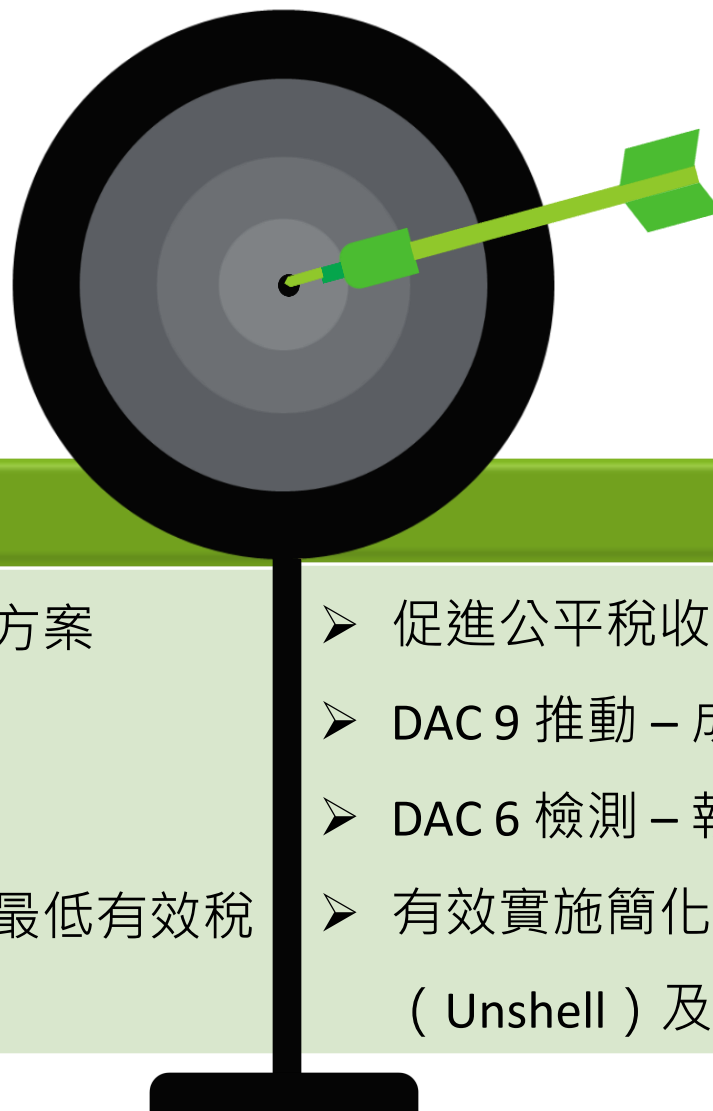 方案
最低有效稅
➢ 促進公平稅收
➢ DAC 9 推動 –
➢ DAC 6 檢測 –
➢ 有效實施簡化
（Unshell）及